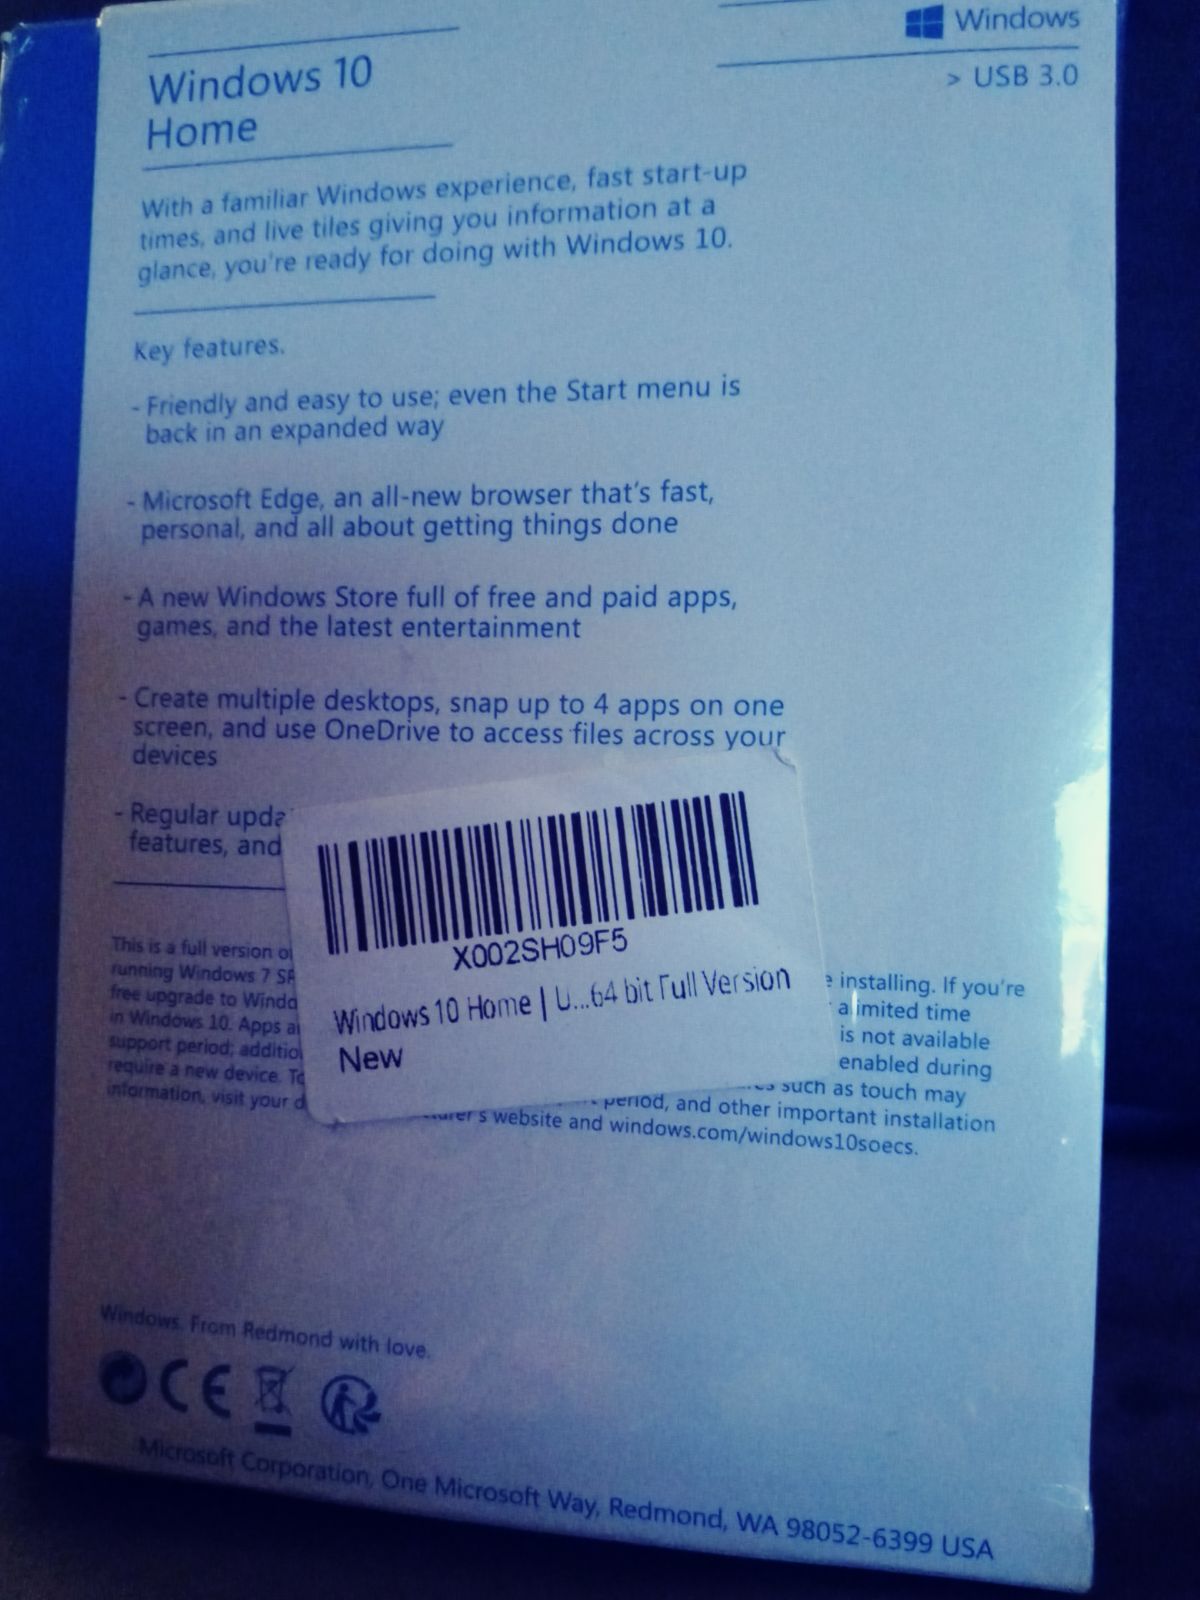 Windows
> USB 3.0
Windows 10
Home
With a familiar Windows experience, fast start-up
times, and live tiles giving you information at a
glance, you're ready for doing with Windows 10.
Key features.
- Friendly and easy to use; even the Start menu is
back in an expanded way
- Microsoft Edge, an all-new browser that's fast,
personal, and all about getting things done
- A new Windows Store full of free and paid apps,
games, and the latest entertainment
- Create multiple desktops, snap up to 4 apps on one
screen, and use OneDrive to access files across your
devices
- Regular
features, and
X002SH09F5
Windows 10 Home | U...64 bit Full Version
New
This is a full version
running Windows 7
free upgrade to
in Windows 10. Apps
support period;
require a new device.
information, visit your
installing. If you're
a limited time
is not available
enabled during
such as touch may
period, and other important installation
website and windows.com/windows10soecs.
Windows. From Redmond with love.
CE
Microsoft Corporation, One Microsoft Way, Redmond, WA 98052-6399 USA